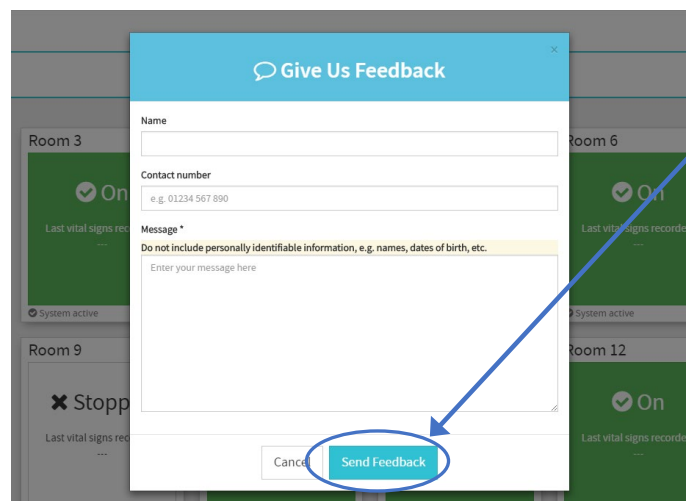 ×
Give Us Feedback
Name
Room 3
Room 6
Contact number
On
On
e.g. 01234 567 890
Last vital signs rec
Last vital signs recorde
Message *
---
---
Do not include personally identifiable information, e.g. names, dates of birth, etc.
Enter your message here
System active
System active
Room 9
Room 12
Stopp
On
Last vital signs rec
Last vital signs recorde
---
---
Cancel
Send Feedback